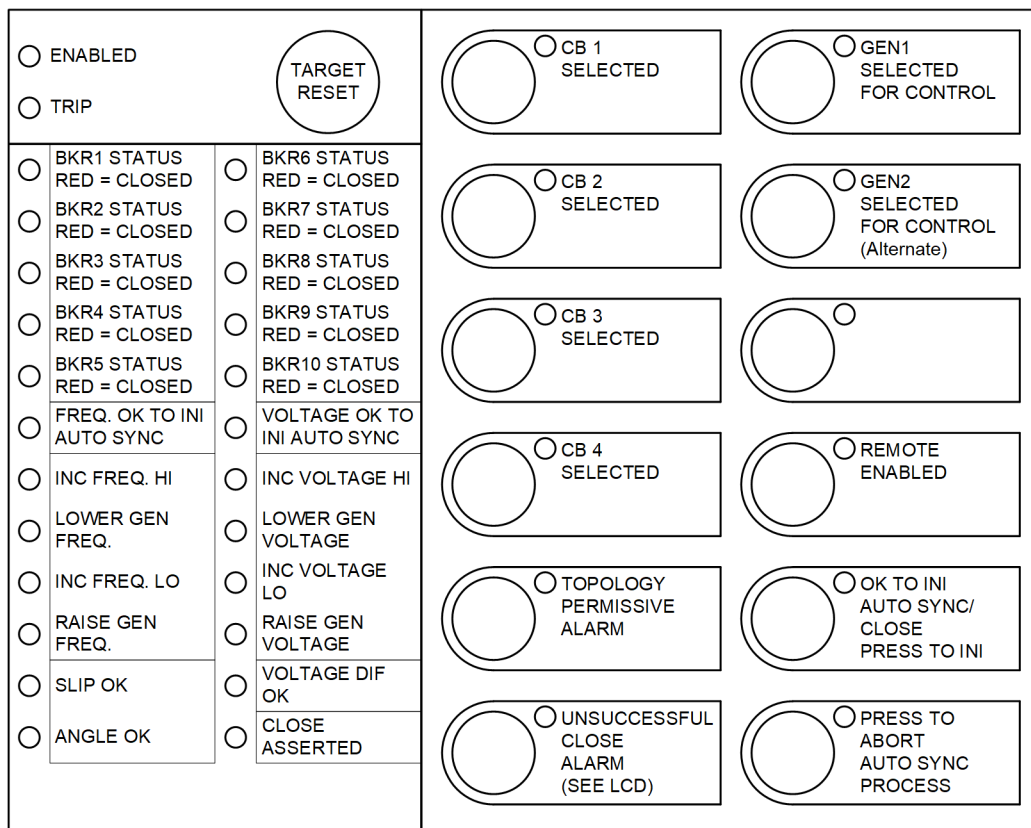 ENABLED
TRIP
TARGET
RESET
BKR1 STATUS
RED = CLOSED
BKR2 STATUS
RED = CLOSED
BKR3 STATUS
RED = CLOSED
BKR4 STATUS
RED = CLOSED
BKR5 STATUS
RED = CLOSED
FREQ. OK TO INI
AUTO SYNC
INC FREQ. HI
LOWER GEN
FREQ.
INC FREQ. LO
RAISE GEN
FREQ.
SLIP OK
ANGLE OK
BKR6 STATUS
RED = CLOSED
BKR7 STATUS
RED = CLOSED
BKR8 STATUS
RED = CLOSED
BKR9 STATUS
RED = CLOSED
BKR10 STATUS
RED = CLOSED
VOLTAGE OK TO
INI AUTO SYNC
INC VOLTAGE HI
LOWER GEN
VOLTAGE
INC VOLTAGE
LO
RAISE GEN
VOLTAGE
VOLTAGE DIF
OK
CLOSE
ASSERTED
CB 1
SELECTED
CB 2
SELECTED
CB 3
SELECTED
CB 4
SELECTED
TOPOLOGY
PERMISSIVE
ALARM
UNSUCCESSFUL
CLOSE
ALARM
(SEE LCD)
GEN1
SELECTED
FOR CONTROL
GEN2
SELECTED
FOR CONTROL
(Alternate)
REMOTE
ENABLED
OK TO INI
AUTO SYNC/
CLOSE
PRESS TO INI
PRESS TO
ABORT
AUTO SYNC
PROCESS